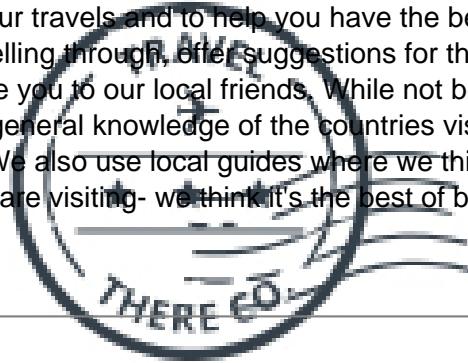 ur travels and to help you have the be
elling through, offer suggestions for th
e you to our local friends. While not b
general knowledge of the countries vis
We also use local guides where we thi
are visiting- we think it's the best of b
TRAVEL
THERE CO.